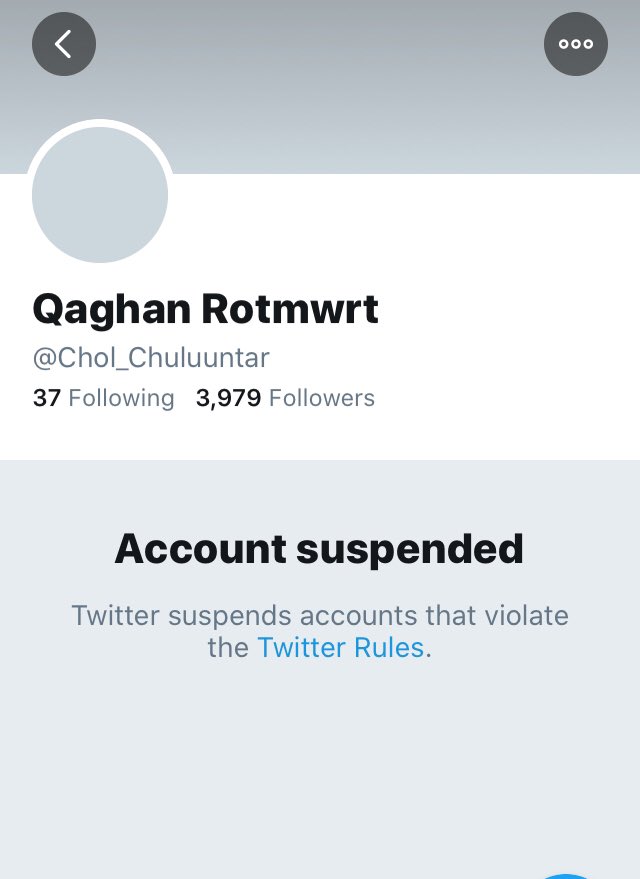 Qaghan Rotmwrt
@Chol_Chuluuntar
37 Following 3,979 Followers
Account suspended
Twitter suspends accounts that violate
the Twitter Rules.